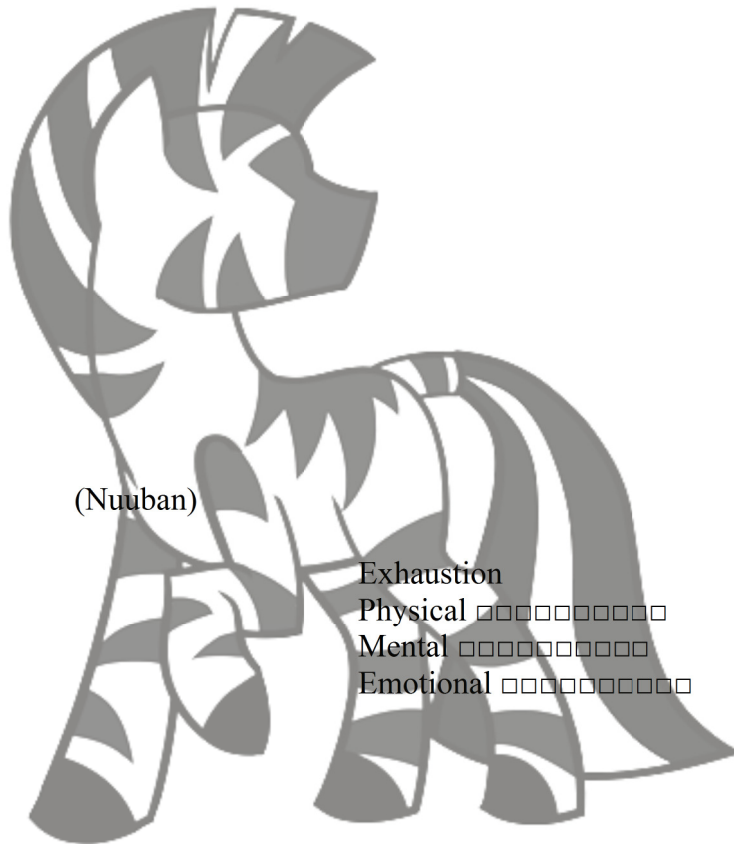 (Nuuban)
Exhaustion
Physical □□□□□□□□□□
Mental □□□□□□□□□□
Emotional □□□□□□□□□□